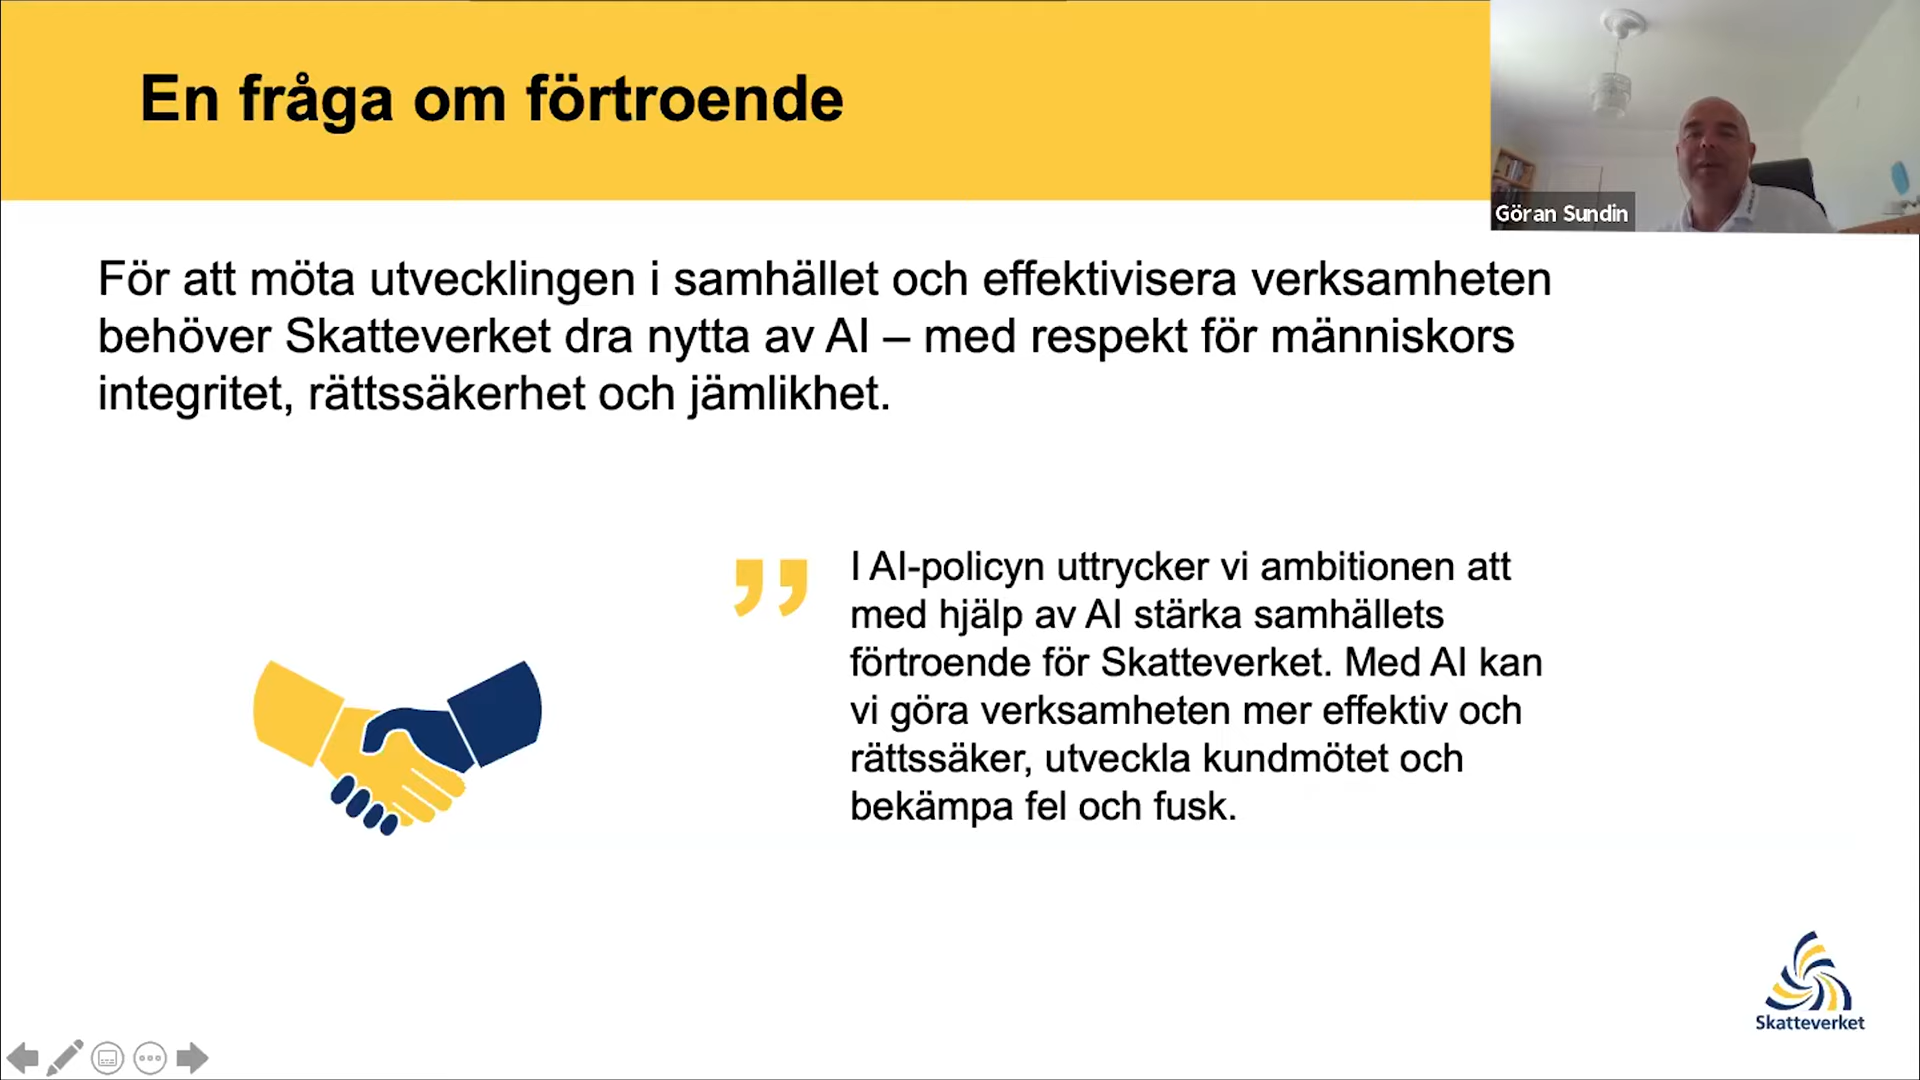 En fråga om förtroende
Göran Sundin
För att möta utvecklingen i samhället och effektivisera verksamheten
behöver Skatteverket dra nytta av AI – med respekt för människors
integritet, rättssäkerhet och jämlikhet.
” I AI-policyn uttrycker vi ambitionen att
med hjälp av AI stärka samhällets
förtroende för Skatteverket. Med AI kan
vi göra verksamheten mer effektiv och
rättssäker, utveckla kundmötet och
bekämpa fel och fusk.
Skatteverket